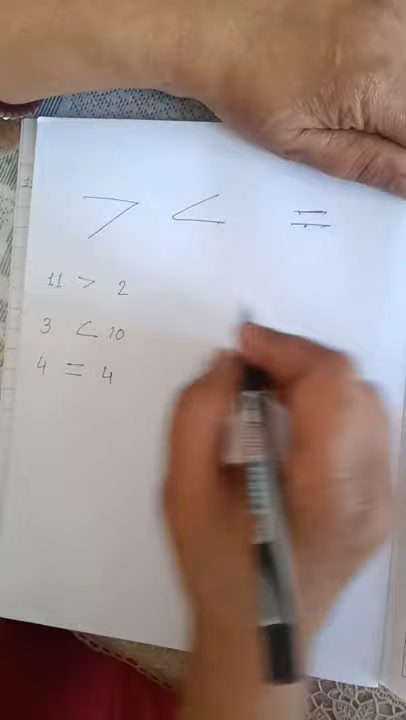 > < =
11 > 2
3 < 10
4 = 4